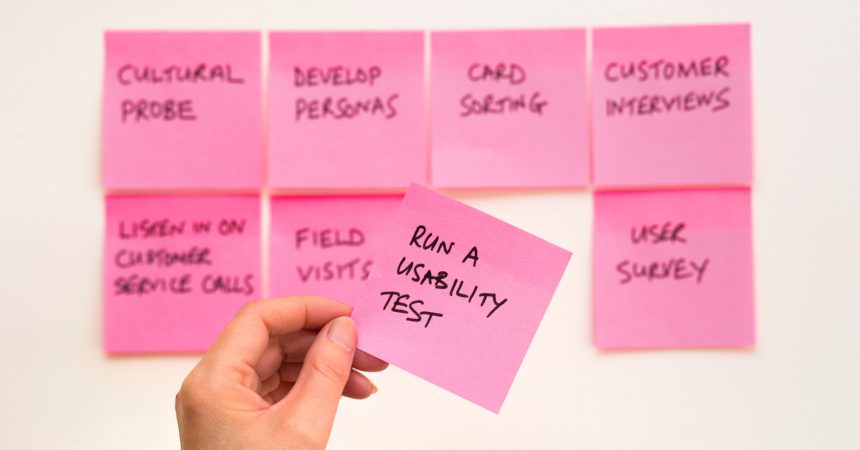 CULTURAL
PROBE
DEVELOP
PERSONAS
CARD
SORTING
CUSTOMER
INTERVIEWS
LISTEN IN ON
CUSTOMER
SERVICE CALLS
FIELD
VISITS
RUN A
USABILITY
TEST
USER
SURVEY